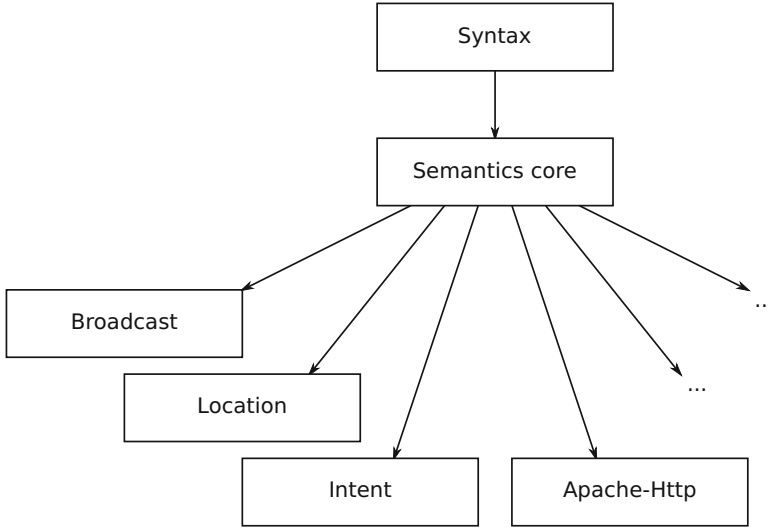 Syntax
Semantics core
..
Broadcast
...
Location
Intent
Apache-Http